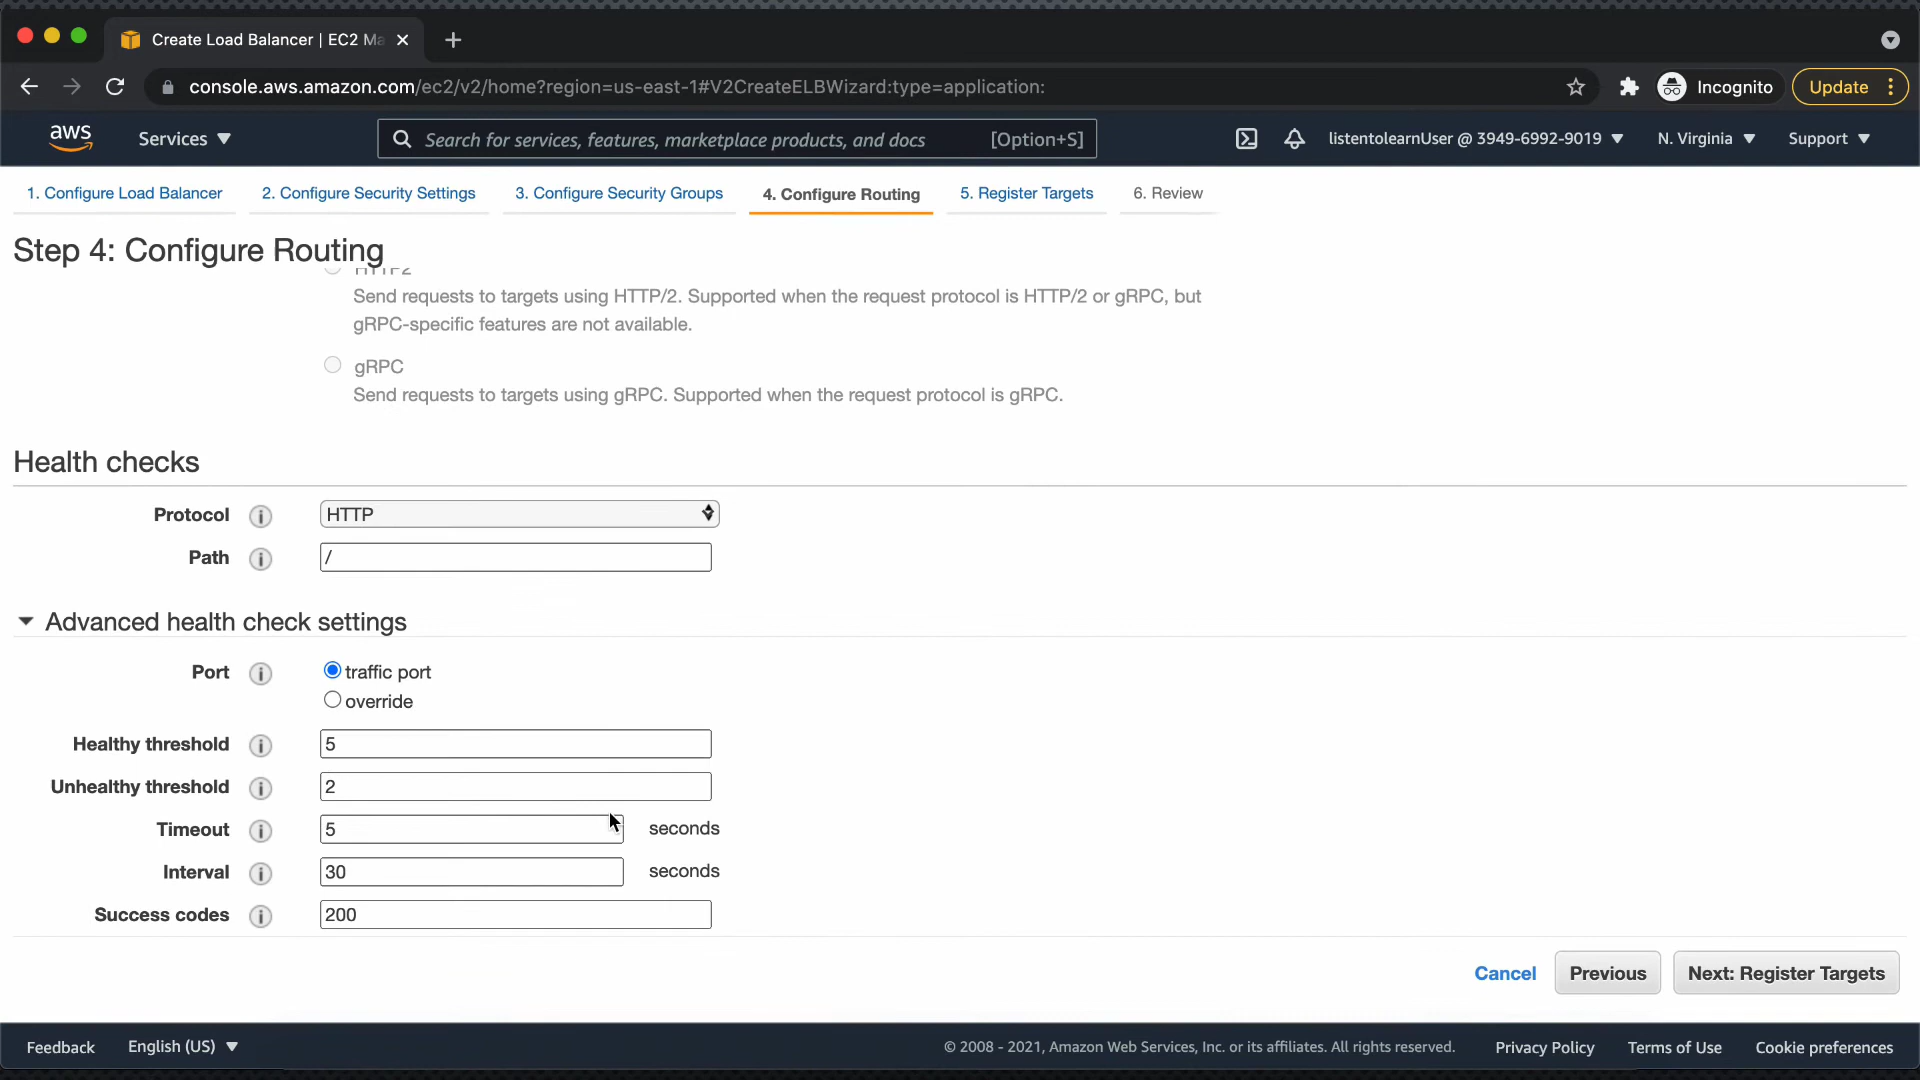 Create Load Balancer | EC2 Ma
console.aws.amazon.com/ec2/v2/home?region=us-east-1#V2CreateELBWizard:type=application:
Incognito
Update
aws
Services
Search for services, features, marketplace products, and docs
[Option+S]
listentolearnUser @ 3949-6992-9019
N. Virginia
Support
1. Configure Load Balancer
2. Configure Security Settings
3. Configure Security Groups
4. Configure Routing
5. Register Targets
6. Review
Step 4: Configure Routing
HTTP2
Send requests to targets using HTTP/2. Supported when the request protocol is HTTP/2 or gRPC, but
gRPC-specific features are not available.
gRPC
Send requests to targets using gRPC. Supported when the request protocol is gRPC.
Health checks
Protocol
HTTP
Path
/
Advanced health check settings
Port
traffic port
override
Healthy threshold
5
Unhealthy threshold
2
Timeout
5
seconds
Interval
30
seconds
Success codes
200
Cancel
Previous
Next: Register Targets
Feedback
English (US)
© 2008 - 2021, Amazon Web Services, Inc. or its affiliates. All rights reserved.
Privacy Policy
Terms of Use
Cookie preferences